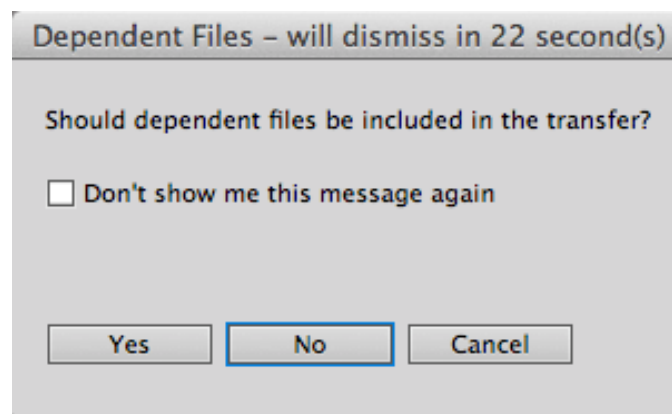 Dependent Files – will dismiss in 22 second(s)
Should dependent files be included in the transfer?
Don't show me this message again
Yes No Cancel